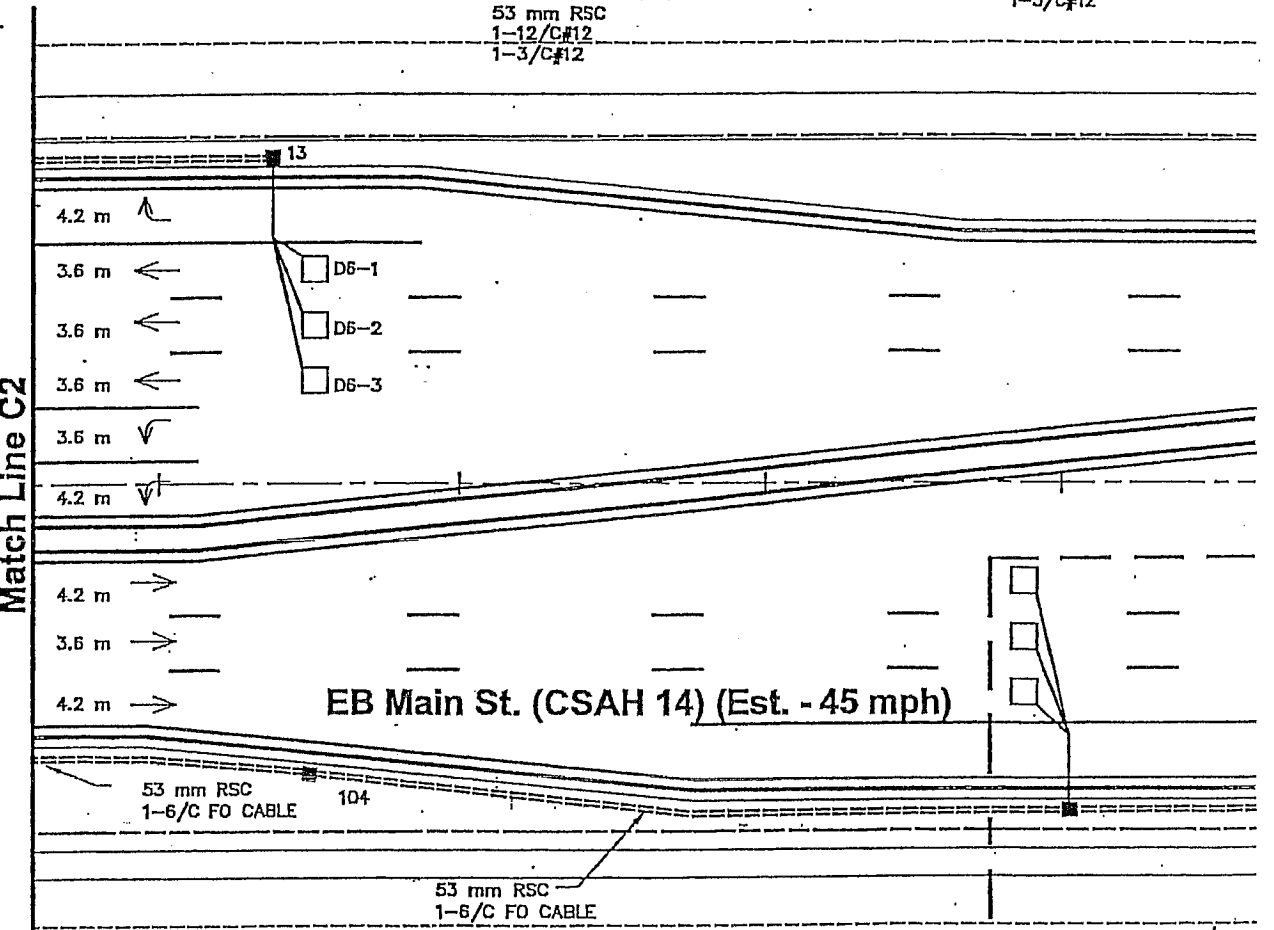 53 mm RSC
1-12/C#12
1-3/C#12
1-3/C#12
13
4.2 m
3.6 m
D6-1
3.6 m
D6-2
3.6 m
D6-3
3.6 m
4.2 m
Match Line C2
4.2 m
3.6 m
4.2 m
EB Main St. (CSAH 14) (Est. - 45 mph)
53 mm RSC
1-6/C FO CABLE
104
53 mm RSC
1-6/C FO CABLE